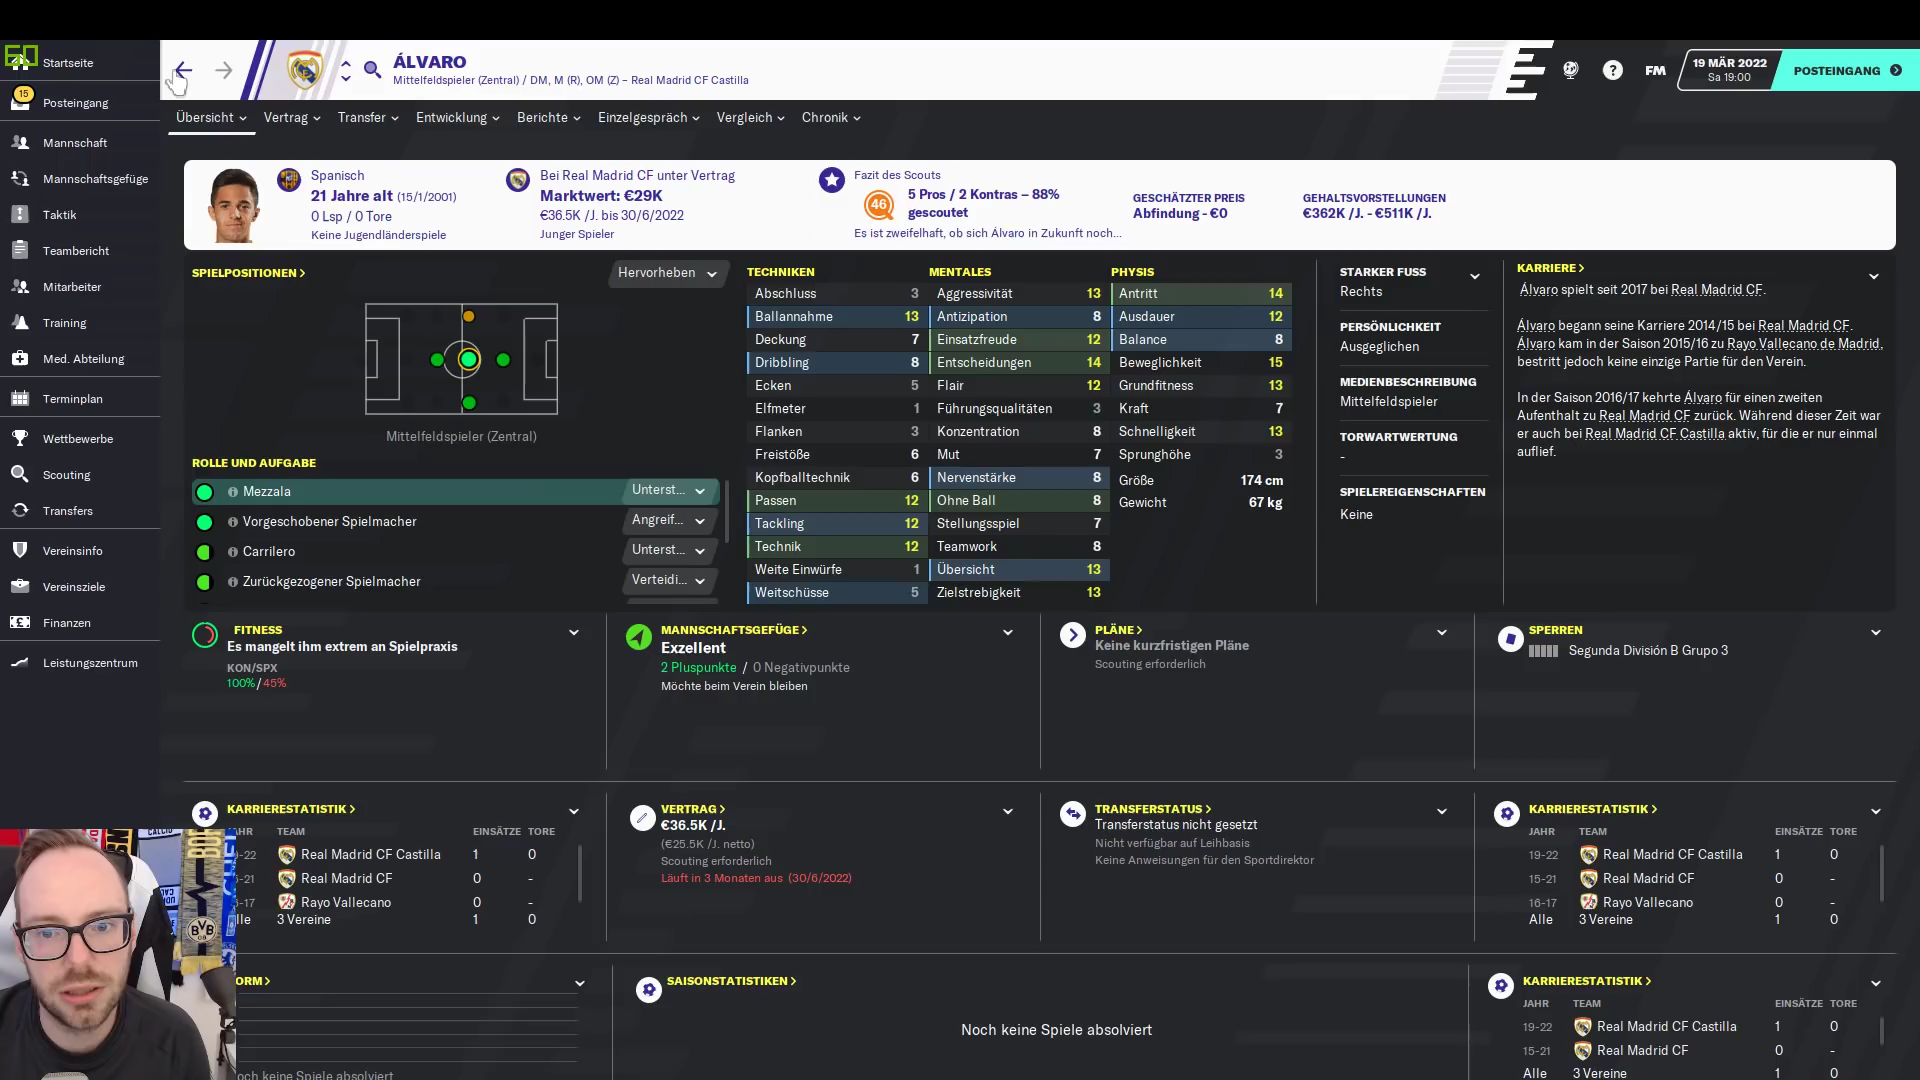 Startseite
15
Posteingang
Mannschaft
Mannschaftsgefüge
Taktik
Teambericht
Mitarbeiter
Training
Med. Abteilung
Terminplan
Wettbewerbe
Scouting
Transfers
Vereinsinfo
Vereinsziele
Finanzen
Leistungszentrum
ÁLVARO
Mittelfeldspieler (Zentral) / DM, M (R), OM (Z) – Real Madrid CF Castilla
FM
19 MÄR 2022
Sa 19:00
POSTEINGANG
Übersicht Vertrag Transfer Entwicklung Berichte Einzelgespräch Vergleich Chronik
Spanisch
21 Jahre alt (15/1/2001)
0 Lsp / 0 Tore
Keine Jugendländerspiele
Bei Real Madrid CF unter Vertrag
Marktwert: €29K
€36.5K /J. bis 30/6/2022
Junger Spieler
Fazit des Scouts
46
5 Pros / 2 Kontras – 88%
gescoutet
Es ist zweifelhaft, ob sich Álvaro in Zukunft noch...
GESCHÄTZTER PREIS
Abfindung - €0
GEHALTSVORSTELLUNGEN
€362K /J. - €511K /J.
SPIELPOSITIONEN
Hervorheben
Mittelfeldspieler (Zentral)
ROLLE UND AUFGABE
Mezzala Unterst...
Vorgeschobener Spielmacher Angreif...
Carrilero Unterst...
Zurückgezogener Spielmacher Verteidi...
TECHNIKEN
Abschluss 3
Ballannahme 13
Deckung 7
Dribbling 8
Ecken 5
Elfmeter 1
Flanken 3
Freistöße 6
Kopfballtechnik 6
Passen 12
Tackling 12
Technik 12
Weite Einwürfe 1
Weitschüsse 5
MENTALES
Aggressivität 13
Antizipation 8
Einsatzfreude 12
Entscheidungen 14
Flair 12
Führungsqualitäten 3
Konzentration 8
Mut 7
Nervenstärke 8
Ohne Ball 8
Stellungsspiel 7
Teamwork 8
Übersicht 13
Zielstrebigkeit 13
PHYSIS
Antritt 14
Ausdauer 12
Balance 8
Beweglichkeit 15
Grundfitness 13
Kraft 7
Schnelligkeit 13
Sprunghöhe 3
Größe 174 cm
Gewicht 67 kg
STARKER FUSS
Rechts
PERSÖNLICHKEIT
Ausgeglichen
MEDIENBESCHREIBUNG
Mittelfeldspieler
TORWARTWERTUNG
-
SPIELEREIGENSCHAFTEN
Keine
KARRIERE
Álvaro spielt seit 2017 bei Real Madrid CF.
Álvaro begann seine Karriere 2014/15 bei Real Madrid CF.
Álvaro kam in der Saison 2015/16 zu Rayo Vallecano de Madrid,
bestritt jedoch keine einzige Partie für den Verein.
In der Saison 2016/17 kehrte Álvaro für einen zweiten
Aufenthalt zu Real Madrid CF zurück. Während dieser Zeit war
er auch bei Real Madrid CF Castilla aktiv, für die er nur einmal
auflief.
FITNESS
Es mangelt ihm extrem an Spielpraxis
KON/SPX
100%/45%
MANNSCHAFTSGEFÜGE
Exzellent
2 Pluspunkte / 0 Negativpunkte
Möchte beim Verein bleiben
PLÄNE
Keine kurzfristigen Pläne
Scouting erforderlich
SPERREN
Segunda División B Grupo 3
KARRIERESTATISTIK
AHR TEAM EINSÄTZE TORE
-22 Real Madrid CF Castilla 1 0
-21 Real Madrid CF 0 -
-17 Rayo Vallecano 0 -
lle 3 Vereine 1 0
VERTRAG
€36.5K /J.
(€25.5K /J. netto)
Scouting erforderlich
Läuft in 3 Monaten aus (30/6/2022)
TRANSFERSTATUS
Transferstatus nicht gesetzt
Nicht verfügbar auf Leihbasis
Keine Anweisungen für den Sportdirektor
KARRIERESTATISTIK
JAHR TEAM EINSÄTZE TORE
19-22 Real Madrid CF Castilla 1 0
15-21 Real Madrid CF 0 -
16-17 Rayo Vallecano 0 -
Alle 3 Vereine 1 0
ORM
och keine Spiele absolviert
SAISONSTATISTIKEN
Noch keine Spiele absolviert
KARRIERESTATISTIK
JAHR TEAM EINSÄTZE TORE
19-22 Real Madrid CF Castilla 1 0
15-21 Real Madrid CF 0 -
Alle 3 Vereine 1 0
BVB
09